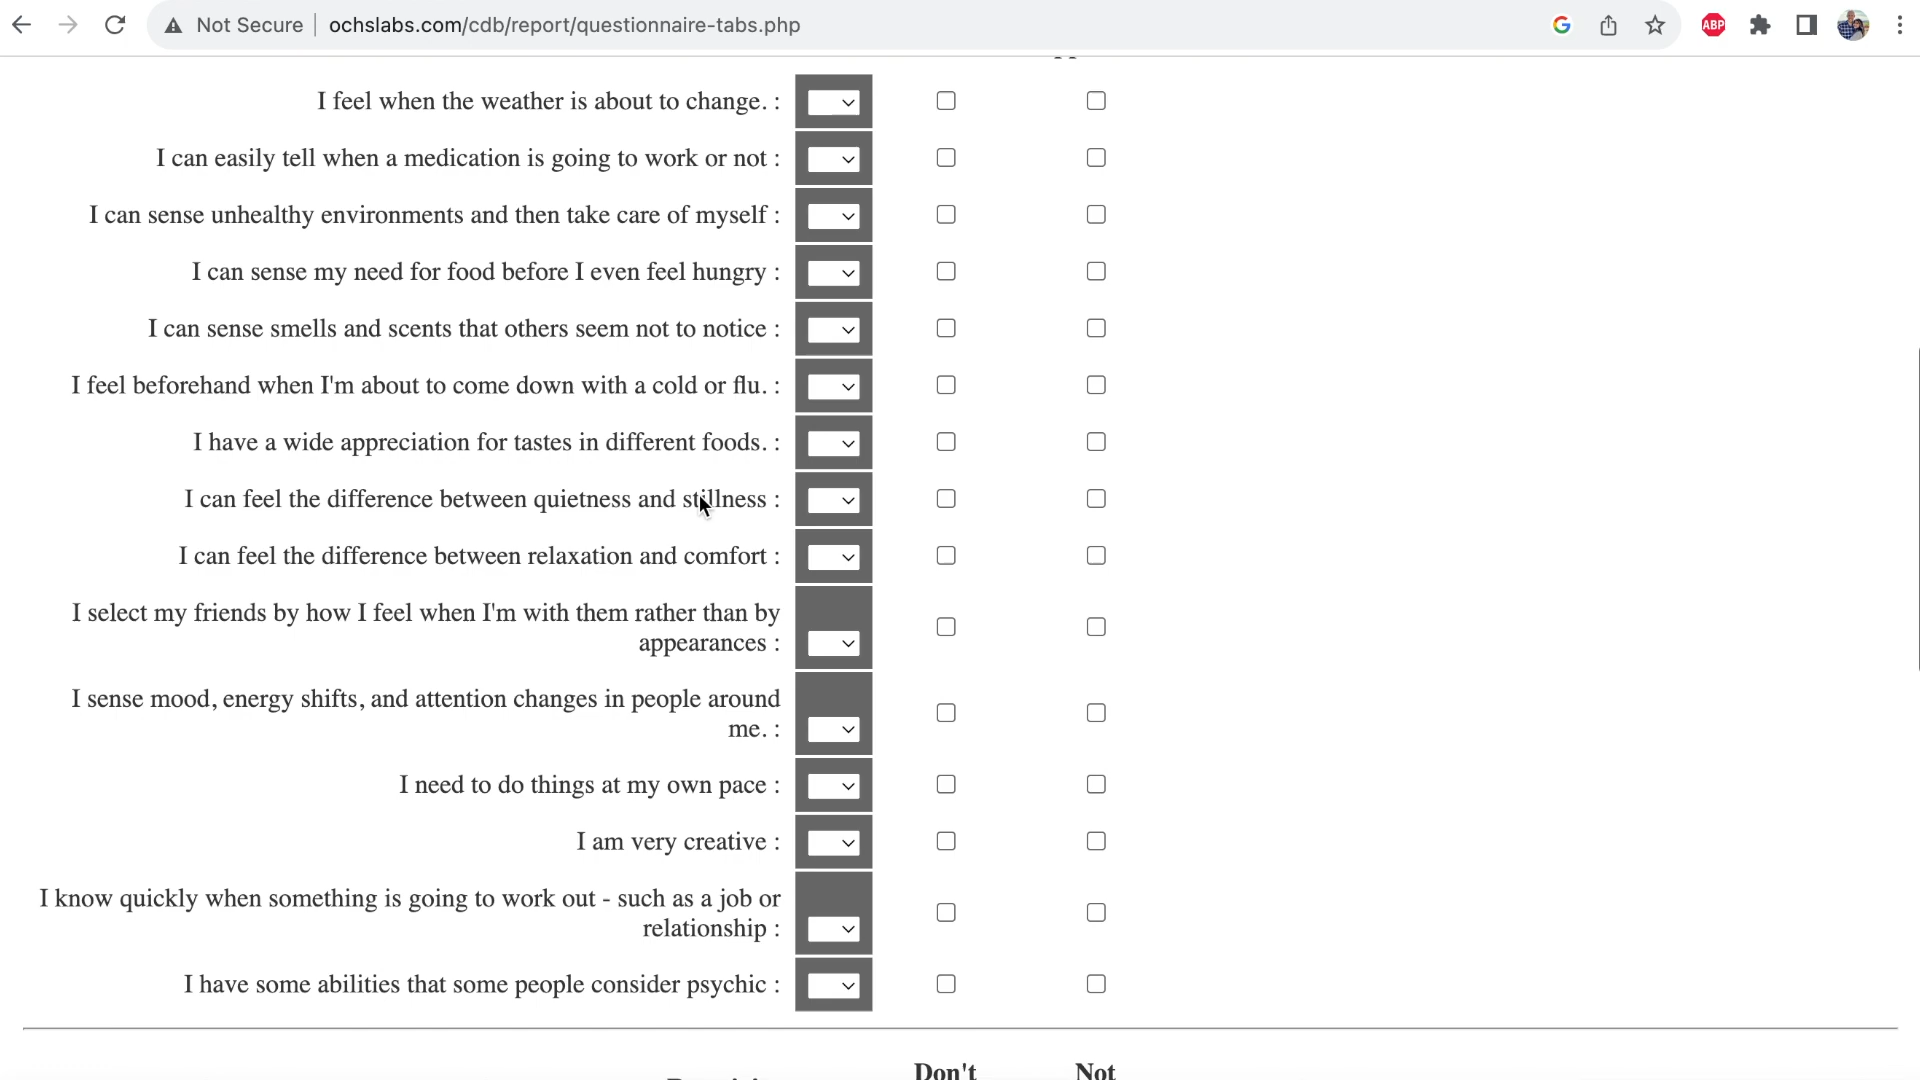 Not Secure ochslabs.com/cdb/report/questionnaire-tabs.php
ABP
I feel when the weather is about to change. :
I can easily tell when a medication is going to work or not :
I can sense unhealthy environments and then take care of myself :
I can sense my need for food before I even feel hungry :
I can sense smells and scents that others seem not to notice :
I feel beforehand when I'm about to come down with a cold or flu. :
I have a wide appreciation for tastes in different foods. :
I can feel the difference between quietness and stillness :
I can feel the difference between relaxation and comfort :
I select my friends by how I feel when I'm with them rather than by
appearances :
I sense mood, energy shifts, and attention changes in people around
me. :
I need to do things at my own pace :
I am very creative :
I know quickly when something is going to work out - such as a job or
relationship :
I have some abilities that some people consider psychic :
Don't Not